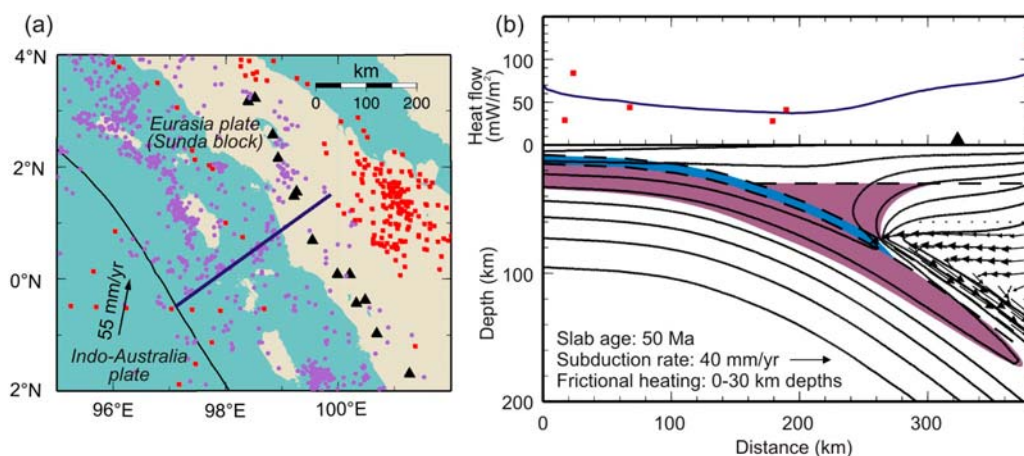 (a)
4°N
2°N
0°N
2°N
96°E
98°E
100°E
km
0
100
200
Eurasia plate
(Sunda block)
55 mm/yr
Indo-Australia
plate
(b)
Heat flow
(mW/m²)
100
50
0
Depth (km)
100
200
Slab age: 50 Ma
Subduction rate: 40 mm/yr
Frictional heating: 0-30 km depths
0
100
200
300
Distance (km)